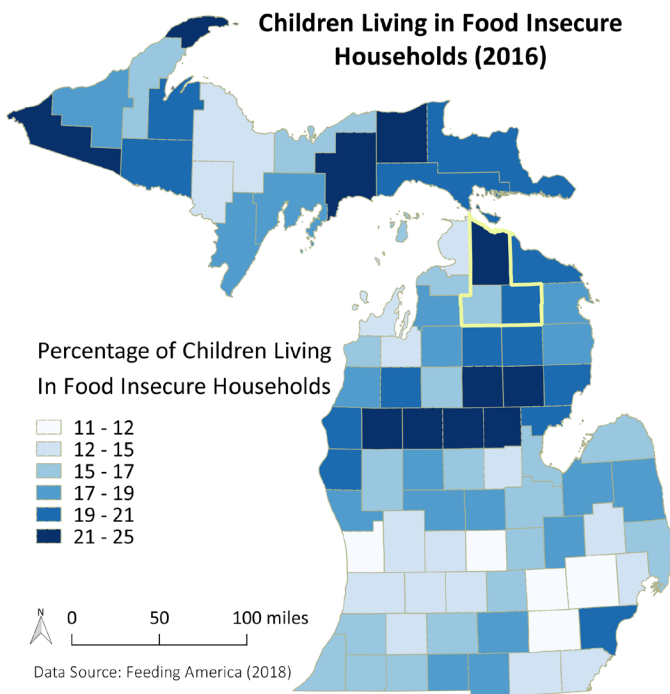 Children Living in Food Insecure
Households (2016)
Percentage of Children Living
In Food Insecure Households
11 - 12
12 - 15
15 - 17
17 - 19
19 - 21
21 - 25
N
0 50 100 miles
Data Source: Feeding America (2018)